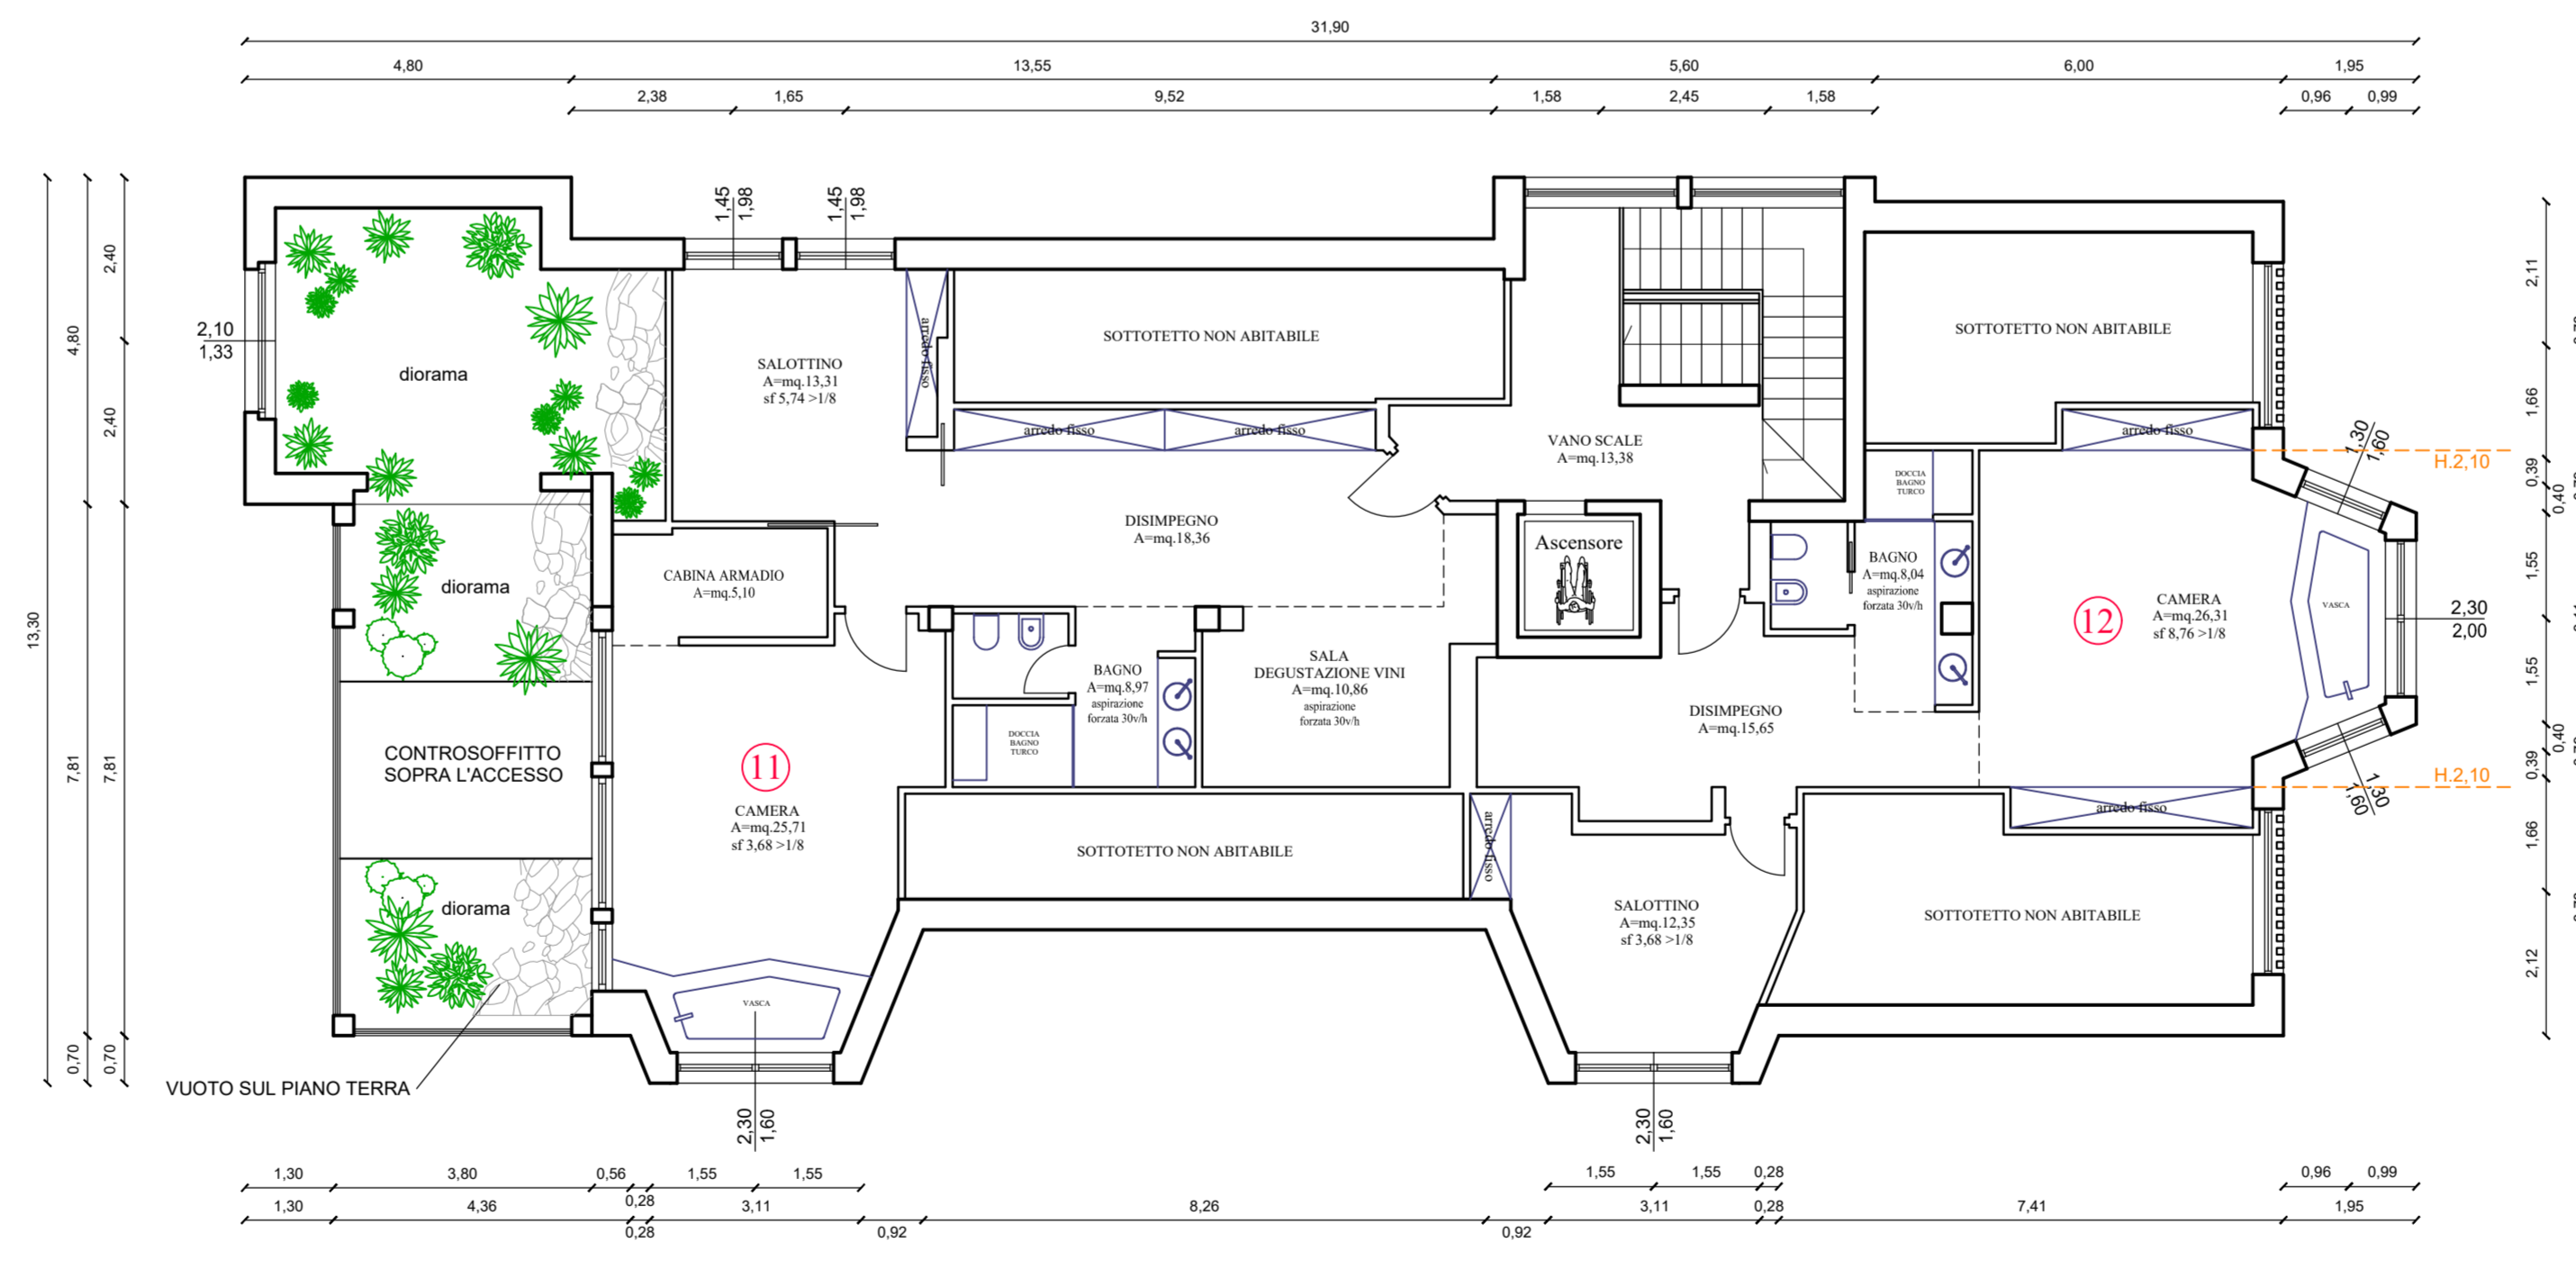 31,90
4,80
13,55
5,60
6,00
1,95
2,38
1,65
9,52
1,58
2,45
1,58
0,96
0,99
1,45
1,98
1,45
1,98
2,40
4,80
2,40
13,30
7,81
7,81
0,70
0,70
2,10
1,33
diorama
SALOTTINO
A=mq.13,31
sf 5,74 >1/8
arredo fisso
SOTTOTETTO NON ABITABILE
arredo fisso
arredo fisso
VANO SCALE
A=mq.13,38
SOTTOTETTO NON ABITABILE
arredo fisso
2,11
1,66
0,39
0,40
1,55
1,55
0,40
0,39
1,66
2,12
1,30
1,60
H.2,10
DOCCIA
BAGNO
TURCO
DISIMPEGNO
A=mq.18,36
Ascensore
diorama
CABINA ARMADIO
A=mq.5,10
BAGNO
A=mq.8,04
aspirazione
forzata 30v/h
12
CAMERA
A=mq.26,31
sf 8,76 >1/8
VASCA
2,30
2,00
BAGNO
A=mq.8,97
aspirazione
forzata 30v/h
SALA
DEGUSTAZIONE VINI
A=mq.10,86
aspirazione
forzata 30v/h
DISIMPEGNO
A=mq.15,65
DOCCIA
BAGNO
TURCO
CONTROSOFFITTO
SOPRA L'ACCESSO
11
CAMERA
A=mq.25,71
sf 3,68 >1/8
H.2,10
1,30
1,60
arredo fisso
SOTTOTETTO NON ABITABILE
arredo fisso
diorama
SALOTTINO
A=mq.12,35
sf 3,68 >1/8
SOTTOTETTO NON ABITABILE
VASCA
VUOTO SUL PIANO TERRA
2,30
1,60
2,30
1,60
1,30
3,80
0,56
1,55
1,55
1,55
1,55
0,28
0,96
0,99
0,28
1,30
4,36
3,11
8,26
3,11
0,28
7,41
1,95
0,28
0,92
0,92